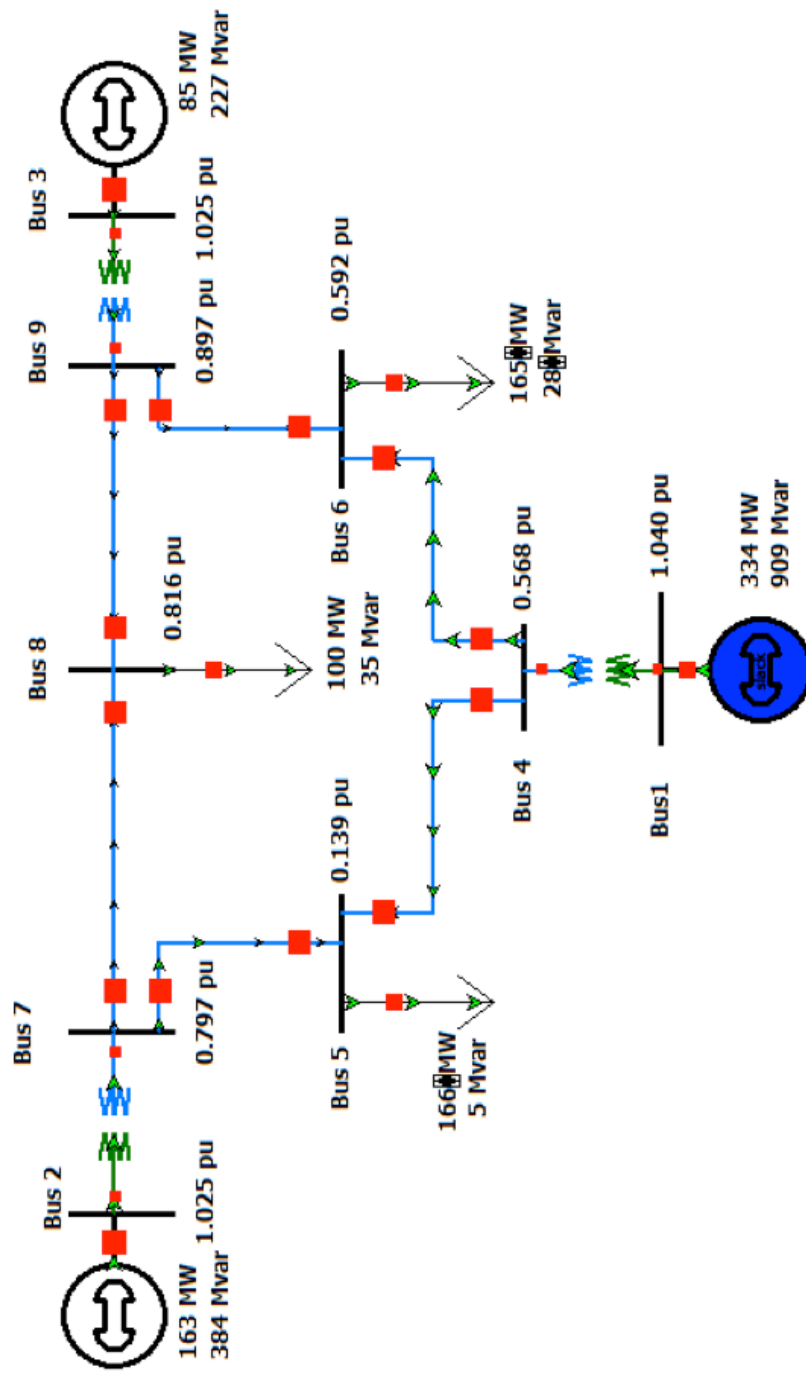 Bus 2
Bus 7
Bus 8
Bus 9
Bus 3
163 MW
384 Mvar
1.025 pu
0.797 pu
0.816 pu
0.897 pu
1.025 pu
85 MW
227 Mvar
100 MW
35 Mvar
Bus 5
0.139 pu
Bus 6
0.592 pu
166 MW
5 Mvar
165 MW
28 Mvar
Bus 4
0.568 pu
Bus1
1.040 pu
slack
334 MW
909 Mvar